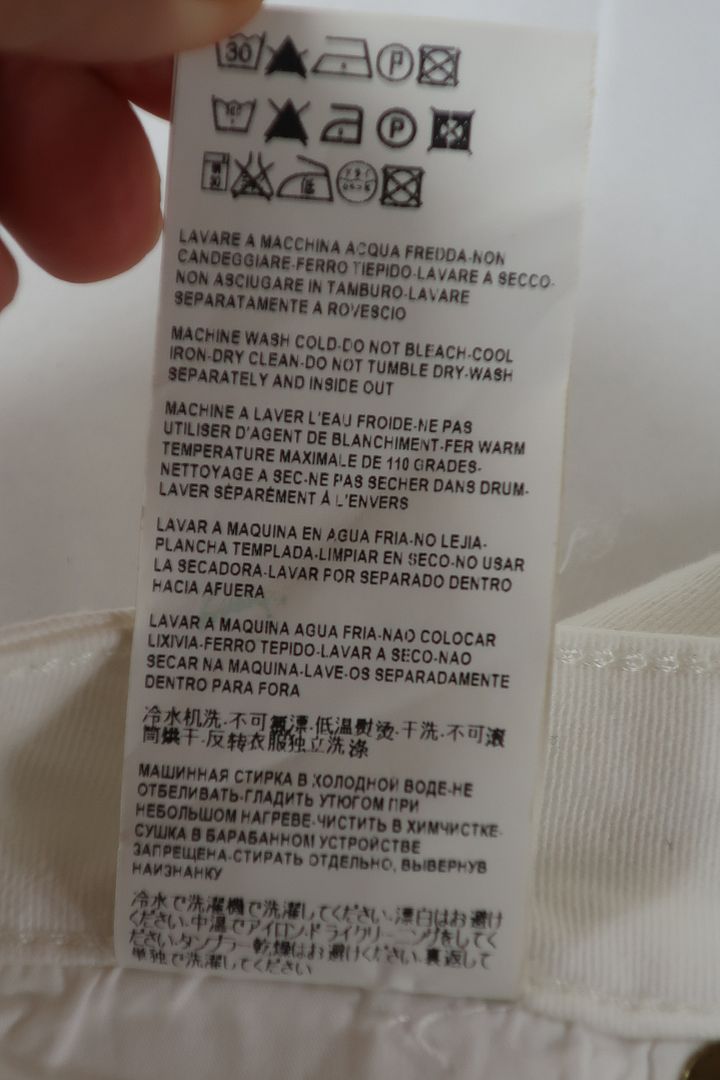 30
P
P
LAVARE A MACCHINA ACQUA FREDDA-NON
CANDEGGIARE-FERRO TIEPIDO-LAVARE A SECCO-
NON ASCIUGARE IN TAMBURO-LAVARE
SEPARATAMENTE A ROVESCIO
MACHINE WASH COLD-DO NOT BLEACH-COOL
IRON-DRY CLEAN-DO NOT TUMBLE DRY-WASH
SEPARATELY AND INSIDE OUT
MACHINE A LAVER L'EAU FROIDE-NE PAS
UTILISER D'AGENT DE BLANCHIMENT-FER WARM
TEMPERATURE MAXIMALE DE 110 GRADES-
NETTOYAGE A SEC-NE PAS SECHER DANS DRUM-
LAVER SÉPARÉMENT À L'ENVERS
LAVAR A MAQUINA EN AGUA FRIA-NO LEJIA-
PLANCHA TEMPLADA-LIMPIAR EN SECO-NO USAR
LA SECADORA-LAVAR POR SEPARADO DENTRO
HACIA AFUERA
LAVAR A MAQUINA AGUA FRIA-NAO COLOCAR
LIXIVIA-FERRO TEPIDO-LAVAR A SECO-NAO
SECAR NA MAQUINA-LAVE-OS SEPARADAMENTE
DENTRO PARA FORA
冷水机洗-不可氯漂-低温熨烫-干洗-不可滚
筒烘干-反转衣服独立洗涤
МАШИННАЯ СТИРКА В ХОЛОДНОЙ ВОДЕ-НЕ
ОТБЕЛИВАТЬ-ГЛАДИТЬ УТЮГОМ ПРИ
НЕБОЛЬШОМ НАГРЕВЕ-ЧИСТИТЬ В ХИМЧИСТКЕ-
СУШКА В БАРАБАННОМ УСТРОЙСТВЕ
ЗАПРЕЩЕНА-СТИРАТЬ ОТДЕЛЬНО, ВЫВЕРНУВ
НАИЗНАНКУ
冷水で洗濯機で洗濯してください-漂白はお避け
ください-中温でアイロン-ドライクリーニングをしてく
ださい-タンブラー乾燥はお避けください-裏返して
単独で洗濯してください